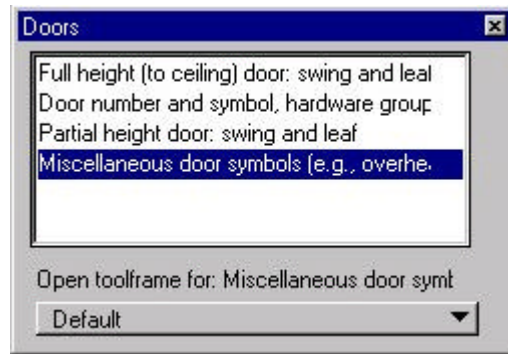 Doors
Full height (to ceiling) door: swing and leaf
Door number and symbol, hardware group
Partial height door: swing and leaf
Miscellaneous door symbols (e.g., overhe
Open toolframe for: Miscellaneous door symb
Default